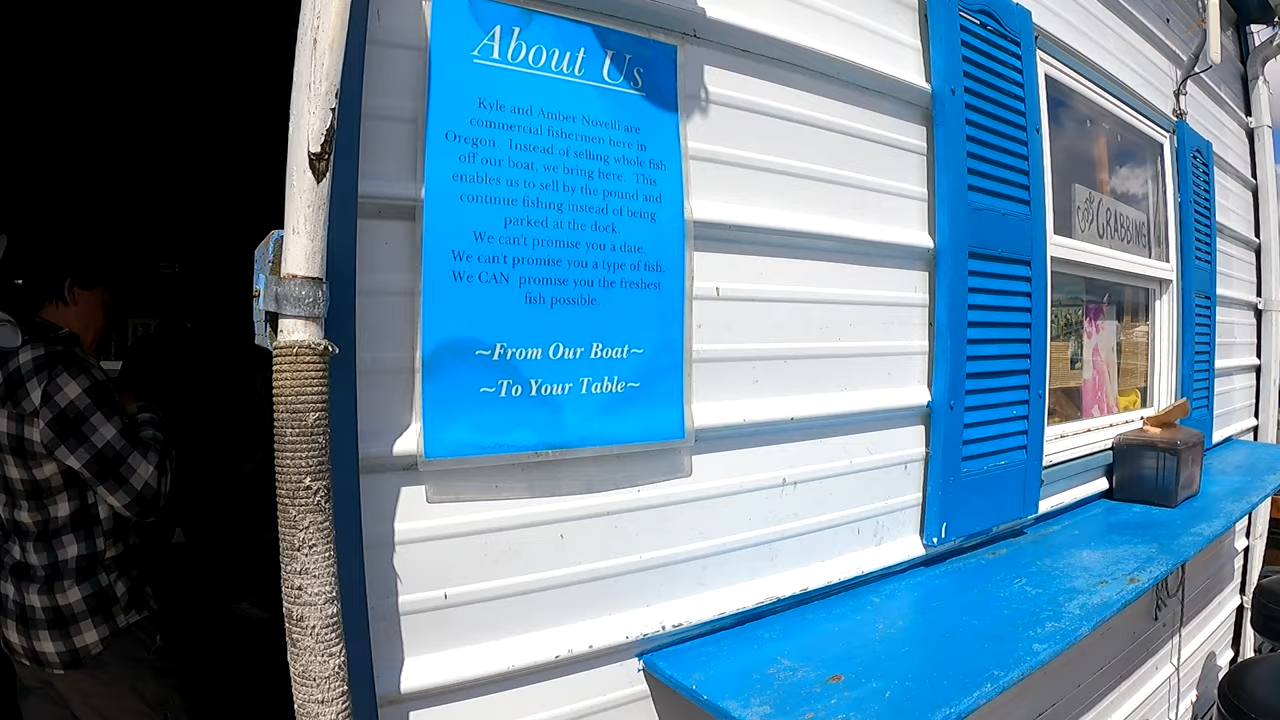 About Us
Kyle and Amber Novelli are
commercial fishermen here in
Oregon. Instead of selling whole fish
off our boat, we bring here. This
enables us to sell by the pound and
continue fishing instead of being
parked at the dock.
We can't promise you a date.
We can't promise you a type of fish.
We CAN promise you the freshest
fish possible.
~From Our Boat~
~To Your Table~
CRABBING